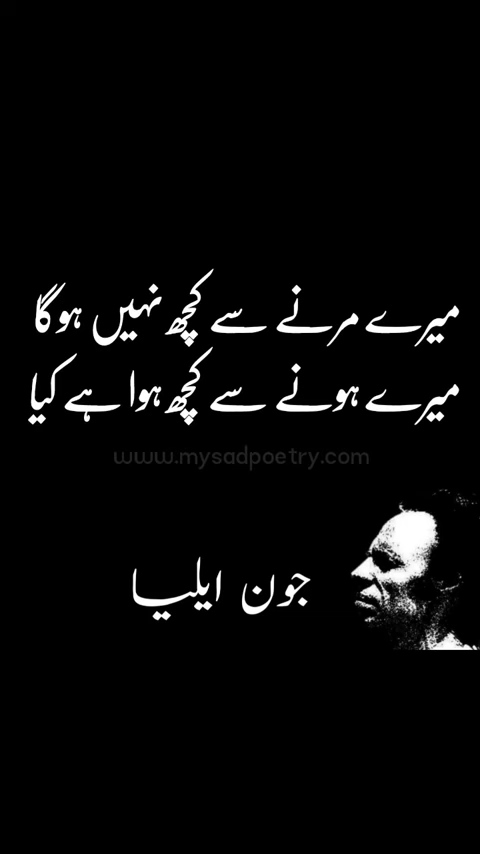 میرے مرنے سے کچھ نہیں ہوگا
میرے ہونے سے کچھ ہوا ہے کیا
www.mysadpoetry.com
جون ایلیا